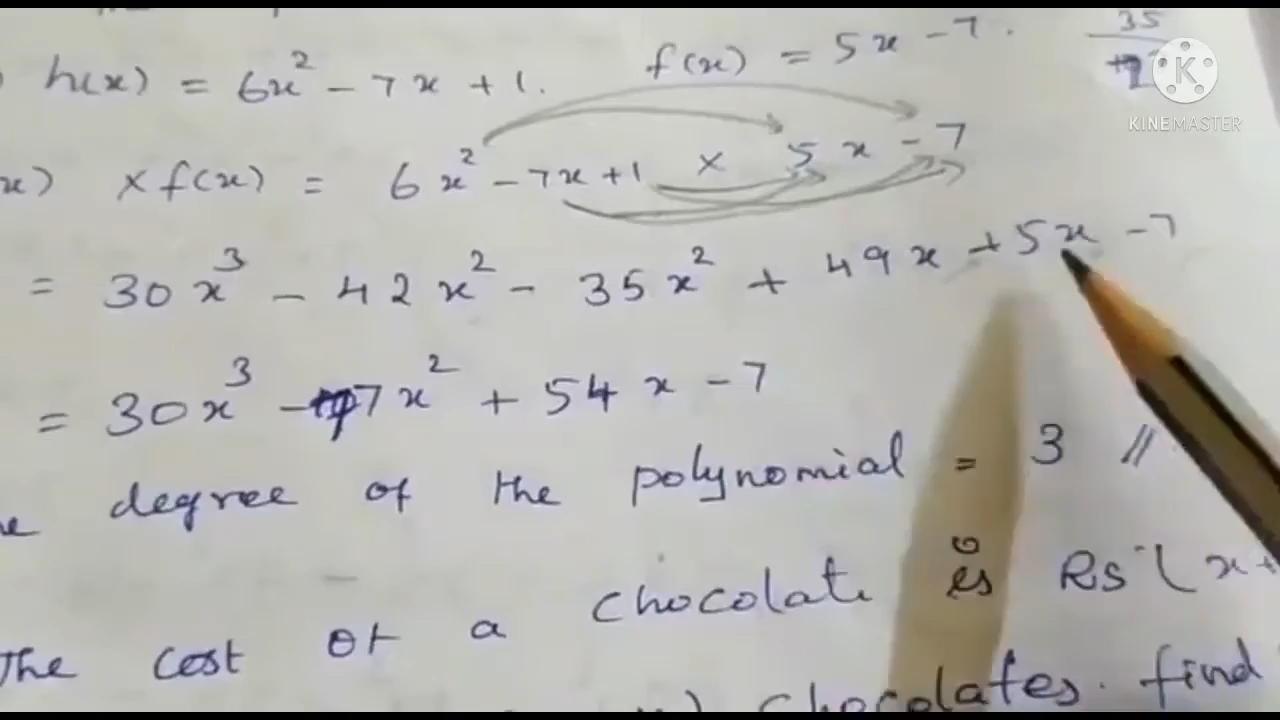 h(x) = 6x² - 7x + 1. f(x) = 5x - 7. 35
KINEMASTER
x) × f(x) = 6x² - 7x + 1 × 5x - 7
= 30x³ - 42x² - 35x² + 49x + 5x - 7
= 30x³ - 77x² + 54x - 7
degree of the polynomial = 3 //
The cost of a chocolate is Rs (x+
chocolates. find